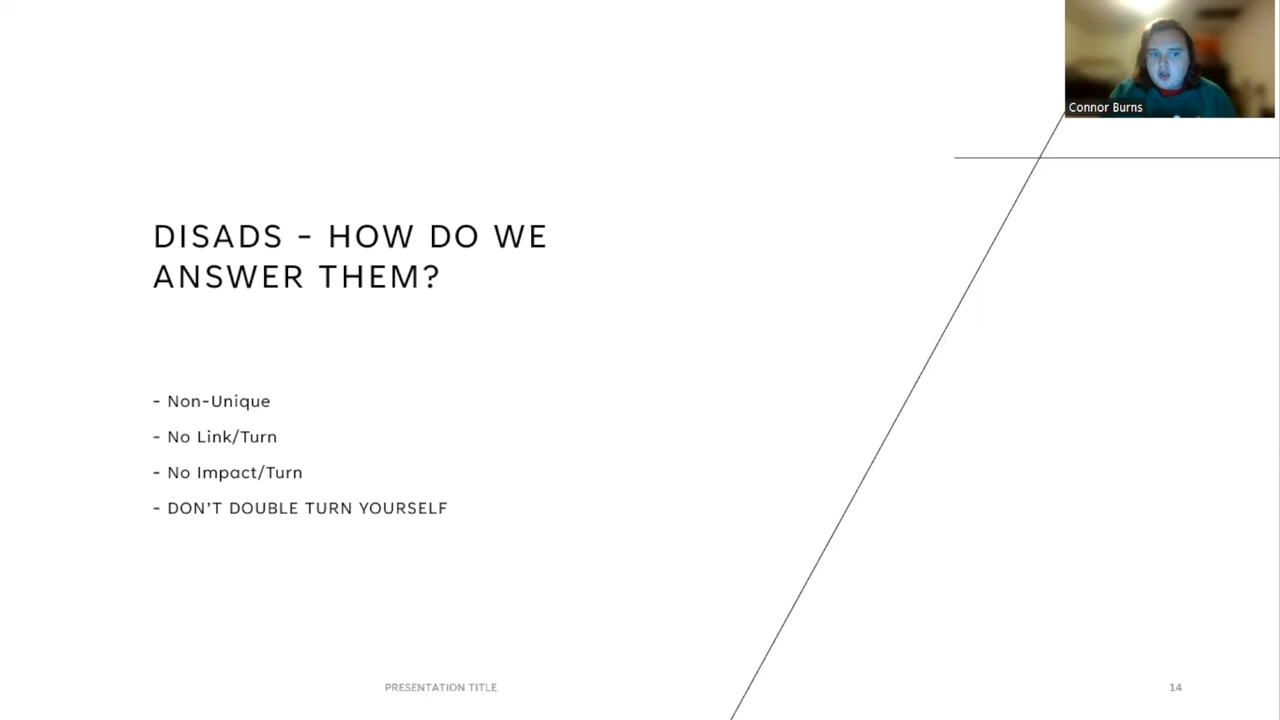 Connor Burns
DISADS - HOW DO WE
ANSWER THEM?
- Non-Unique
- No Link/Turn
- No Impact/Turn
- DON'T DOUBLE TURN YOURSELF
PRESENTATION TITLE
14